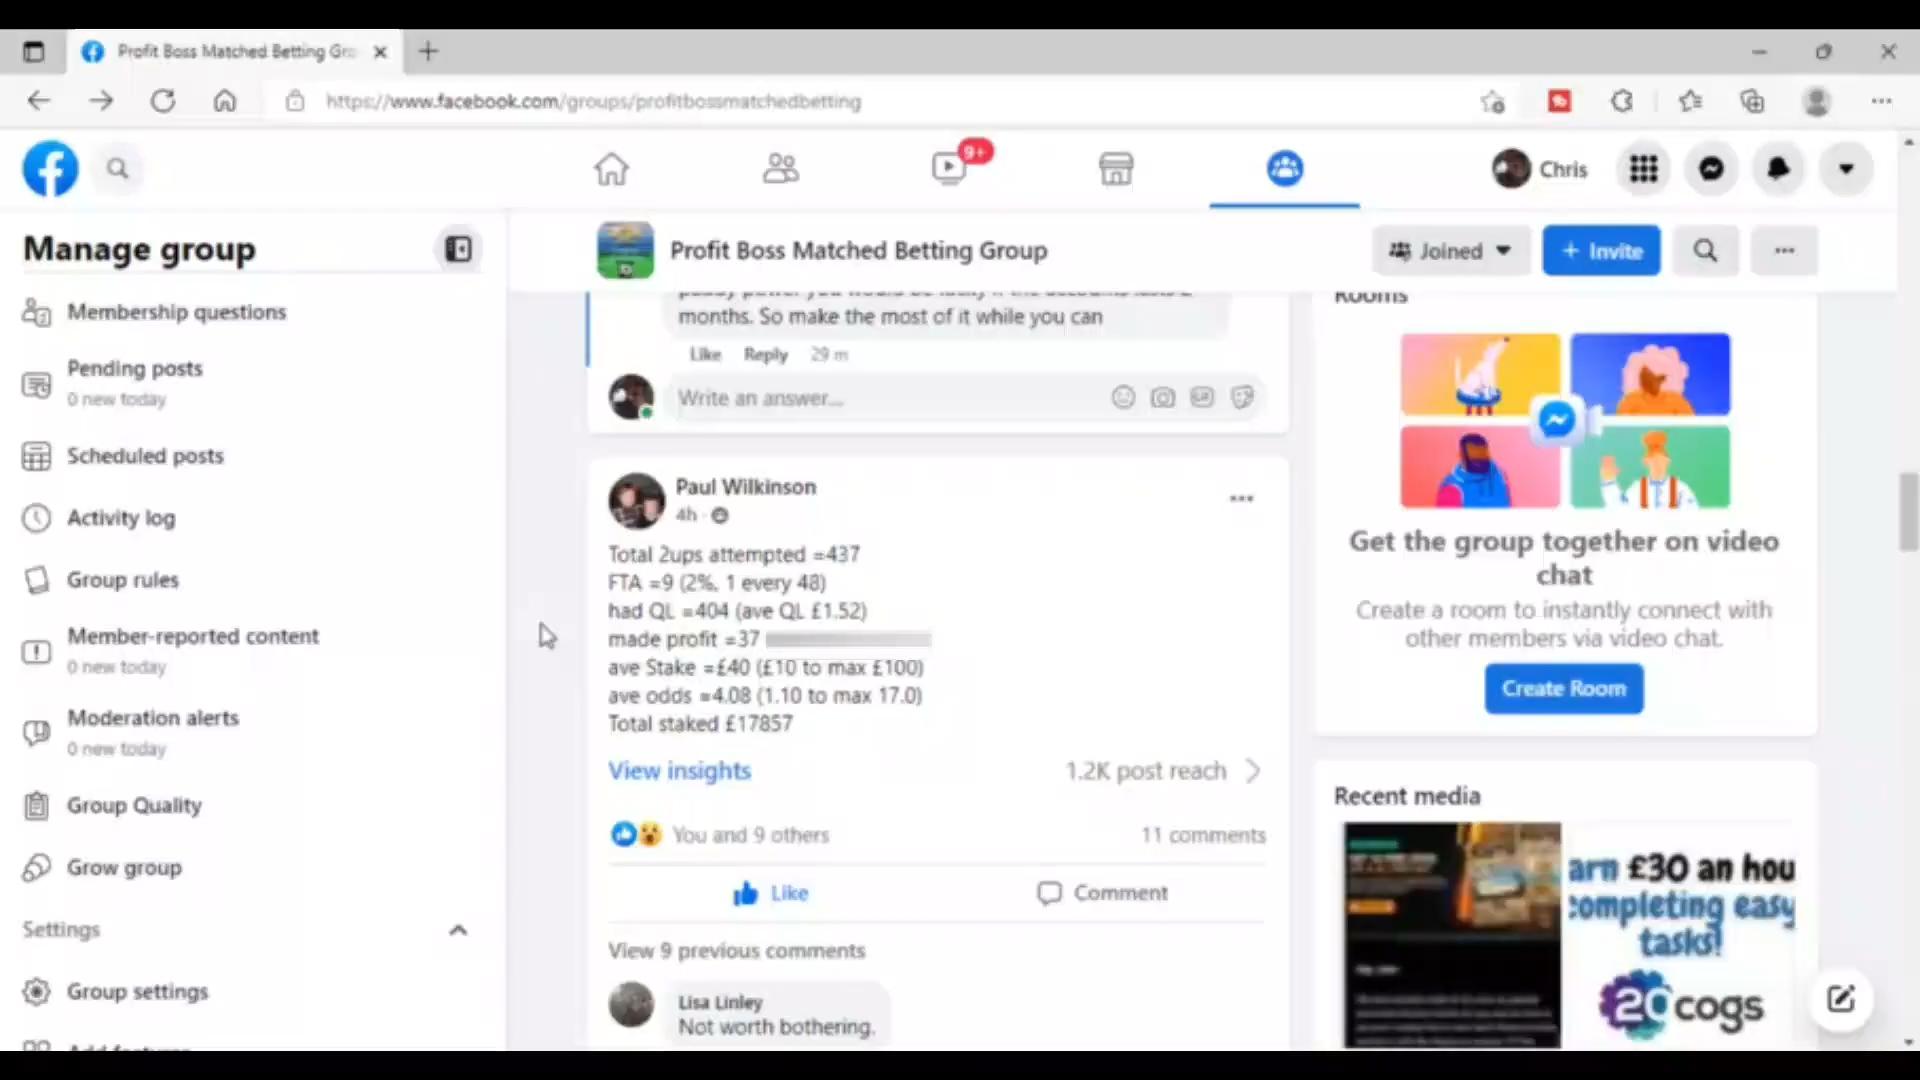 Profit Boss Matched Betting Gro
https://www.facebook.com/groups/profitbossmatchedbetting
9+
Chris
Manage group
Profit Boss Matched Betting Group
Joined
+ Invite
Membership questions
Pending posts
0 new today
Scheduled posts
Activity log
Group rules
Member-reported content
0 new today
Moderation alerts
0 new today
Group Quality
Grow group
Settings
Group settings
months. So make the most of it while you can
Like Reply 29 m
Write an answer...
Paul Wilkinson
4h
Total 2ups attempted =437
FTA =9 (2%, 1 every 48)
had QL =404 (ave QL £1.52)
made profit =37
ave Stake =£40 (£10 to max £100)
ave odds =4.08 (1.10 to max 17.0)
Total staked £17857
View insights
1.2K post reach
You and 9 others
11 comments
Like
Comment
View 9 previous comments
Lisa Linley
Not worth bothering.
Rooms
Get the group together on video
chat
Create a room to instantly connect with
other members via video chat.
Create Room
Recent media
arn £30 an hou
completing easy
tasks!
20cogs